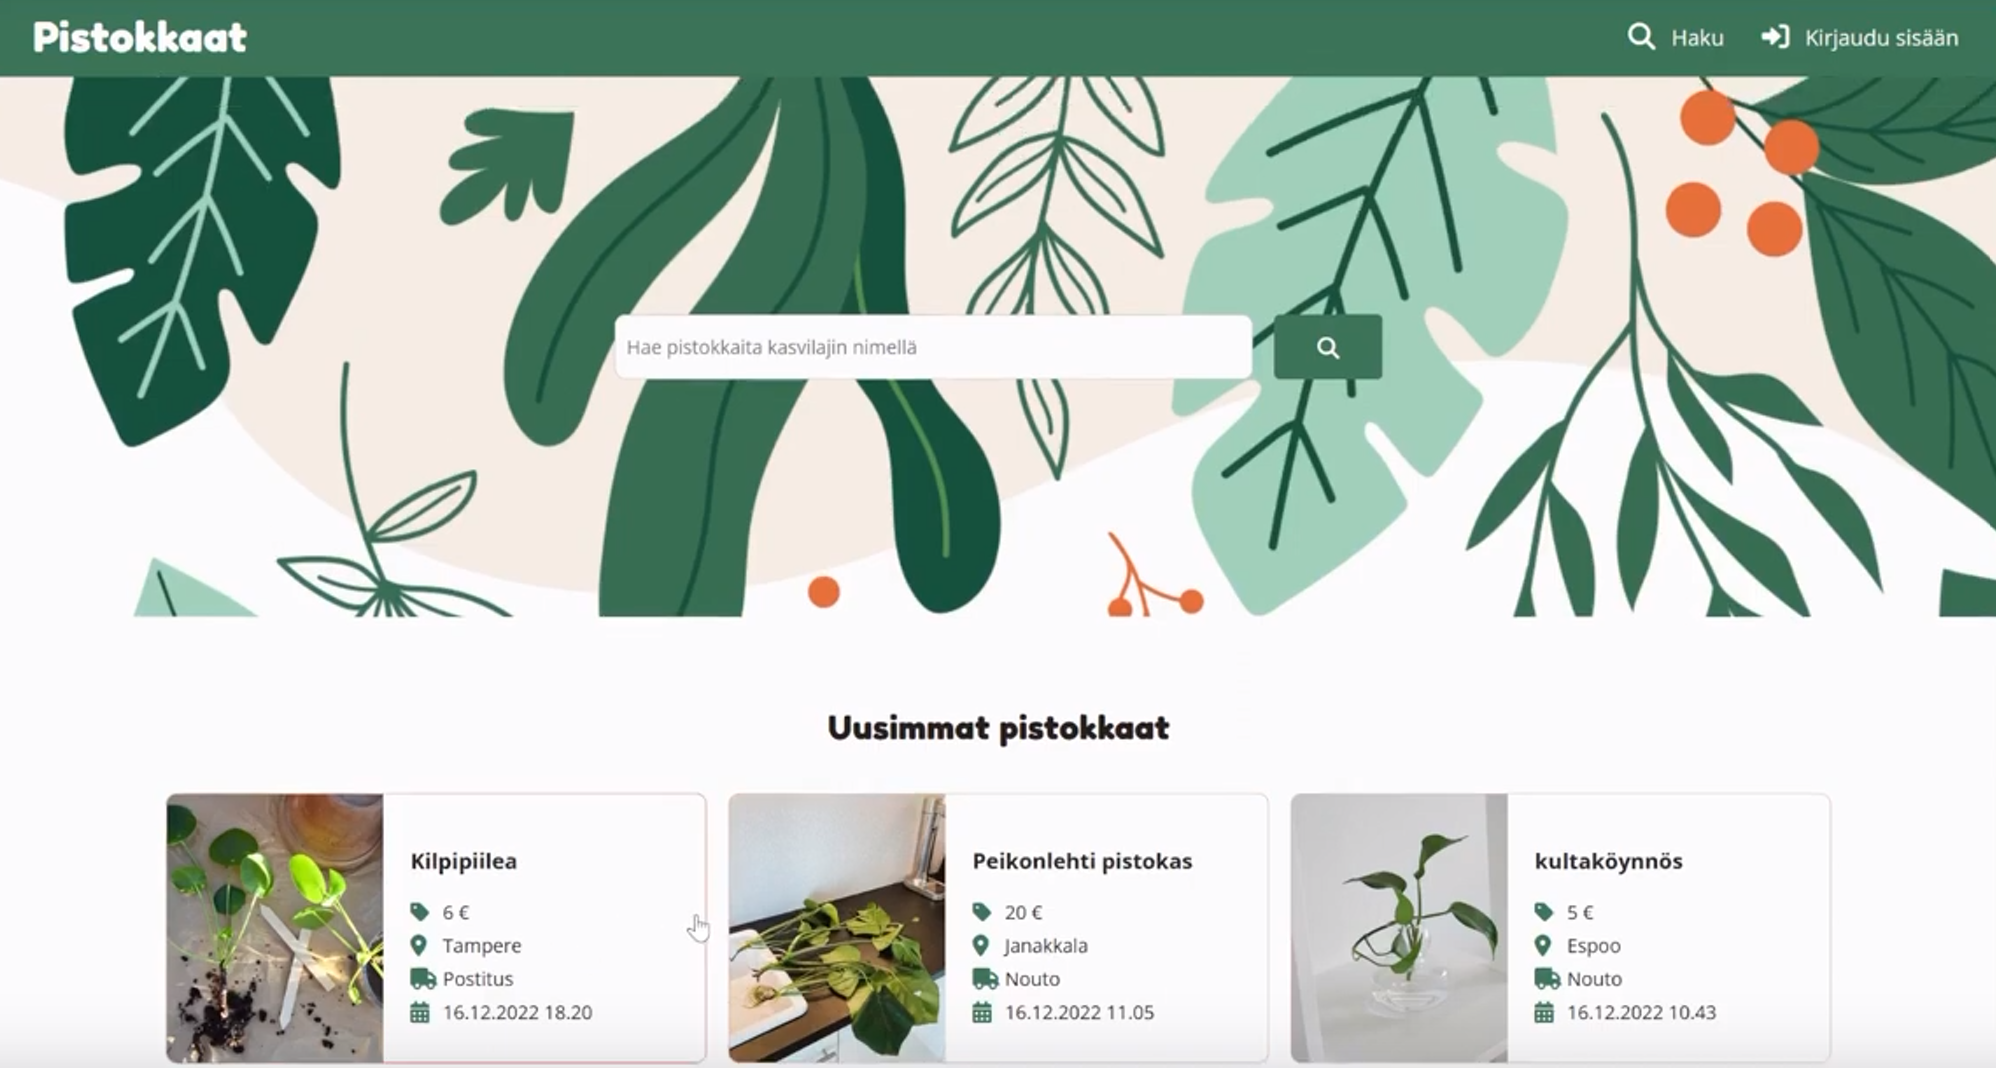 Pistokkaat
Haku
Kirjaudu sisään
Hae pistokkaita kasvilajin nimellä
Uusimmat pistokkaat
Kilpipiilea
6 €
Tampere
Postitus
16.12.2022 18.20
Peikonlehti pistokas
20 €
Janakkala
Nouto
16.12.2022 11.05
kultaköynnös
5 €
Espoo
Nouto
16.12.2022 10.43